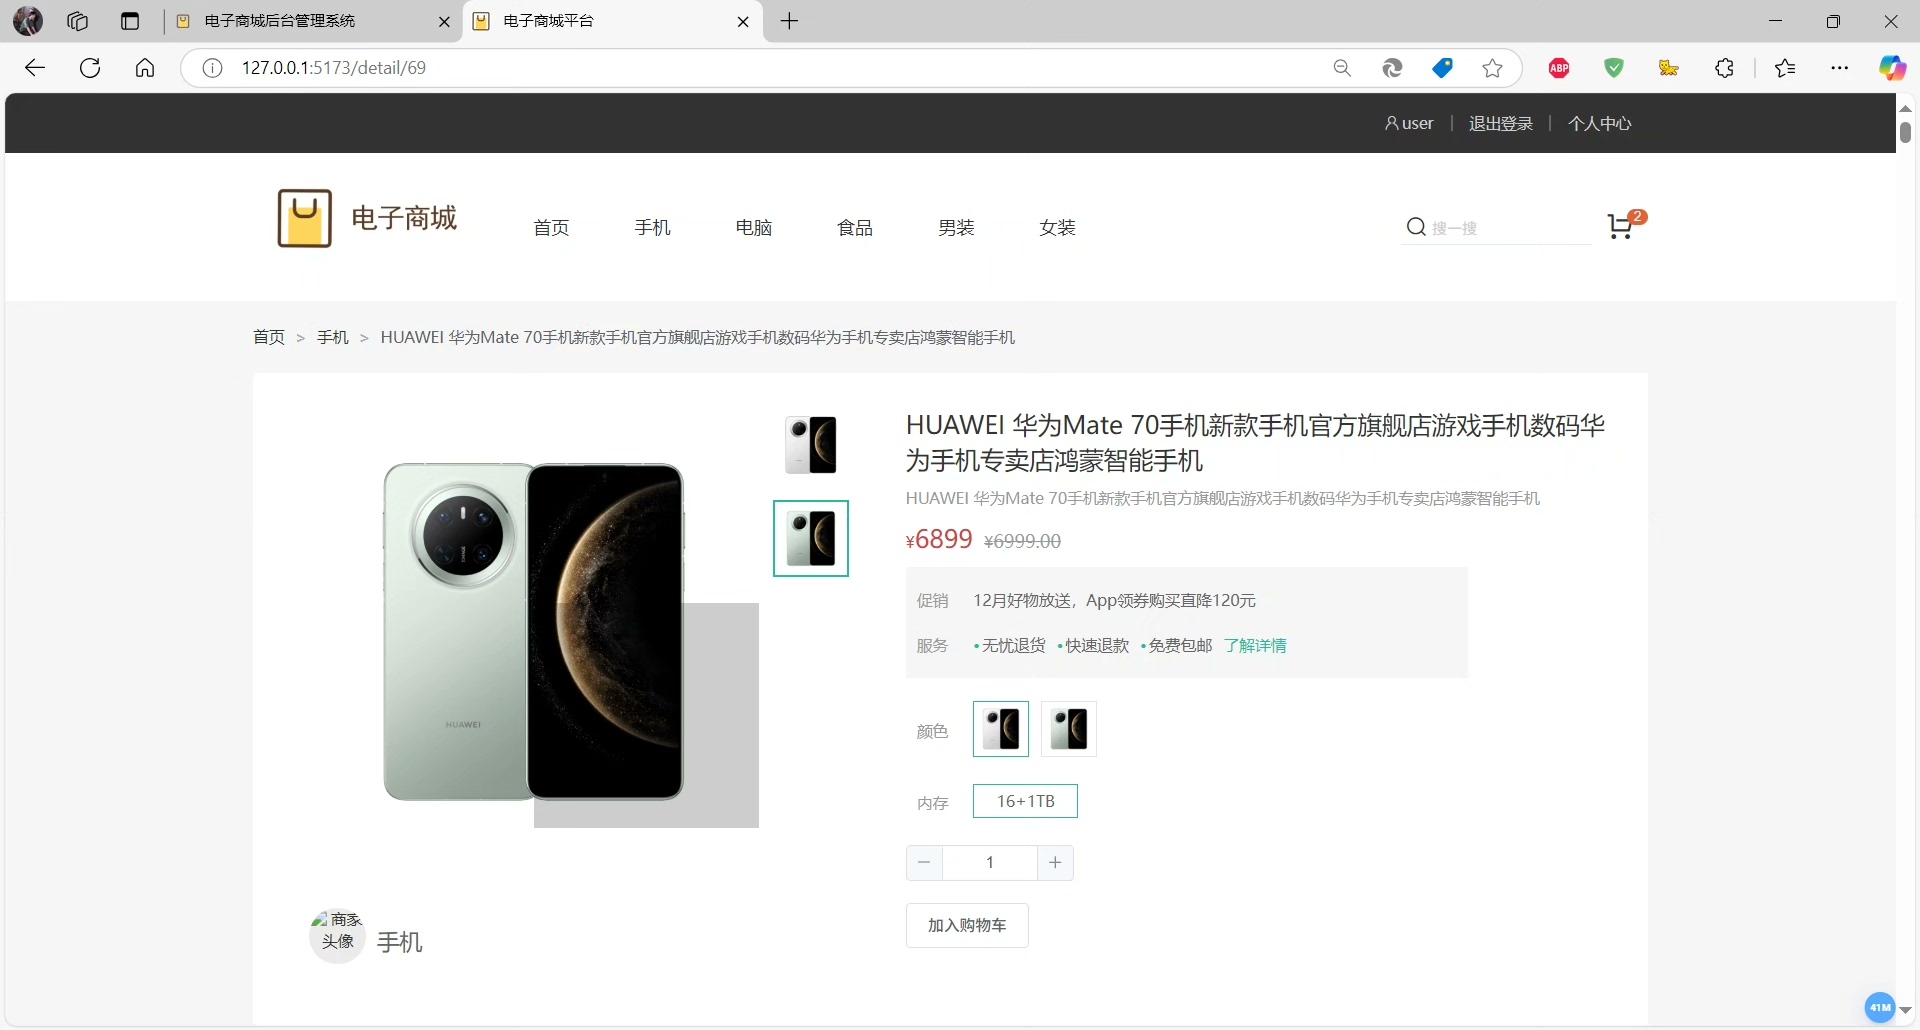 电子商城后台管理系统
电子商城平台
127.0.0.1:5173/detail/69
ABP
user
退出登录
个人中心
电子商城
首页
手机
电脑
食品
男装
女装
搜一搜
2
首页 > 手机 > HUAWEI 华为Mate 70手机新款手机官方旗舰店游戏手机数码华为手机专卖店鸿蒙智能手机
HUAWEI 华为Mate 70手机新款手机官方旗舰店游戏手机数码华
为手机专卖店鸿蒙智能手机
HUAWEI 华为Mate 70手机新款手机官方旗舰店游戏手机数码华为手机专卖店鸿蒙智能手机
¥6899 ¥6999.00
促销 12月好物放送，App领券购买直降120元
服务 •无忧退货 •快速退款 •免费包邮 了解详情
HUAWEI
颜色
内存 16+1TB
1
加入购物车
商家
头像
手机
41M